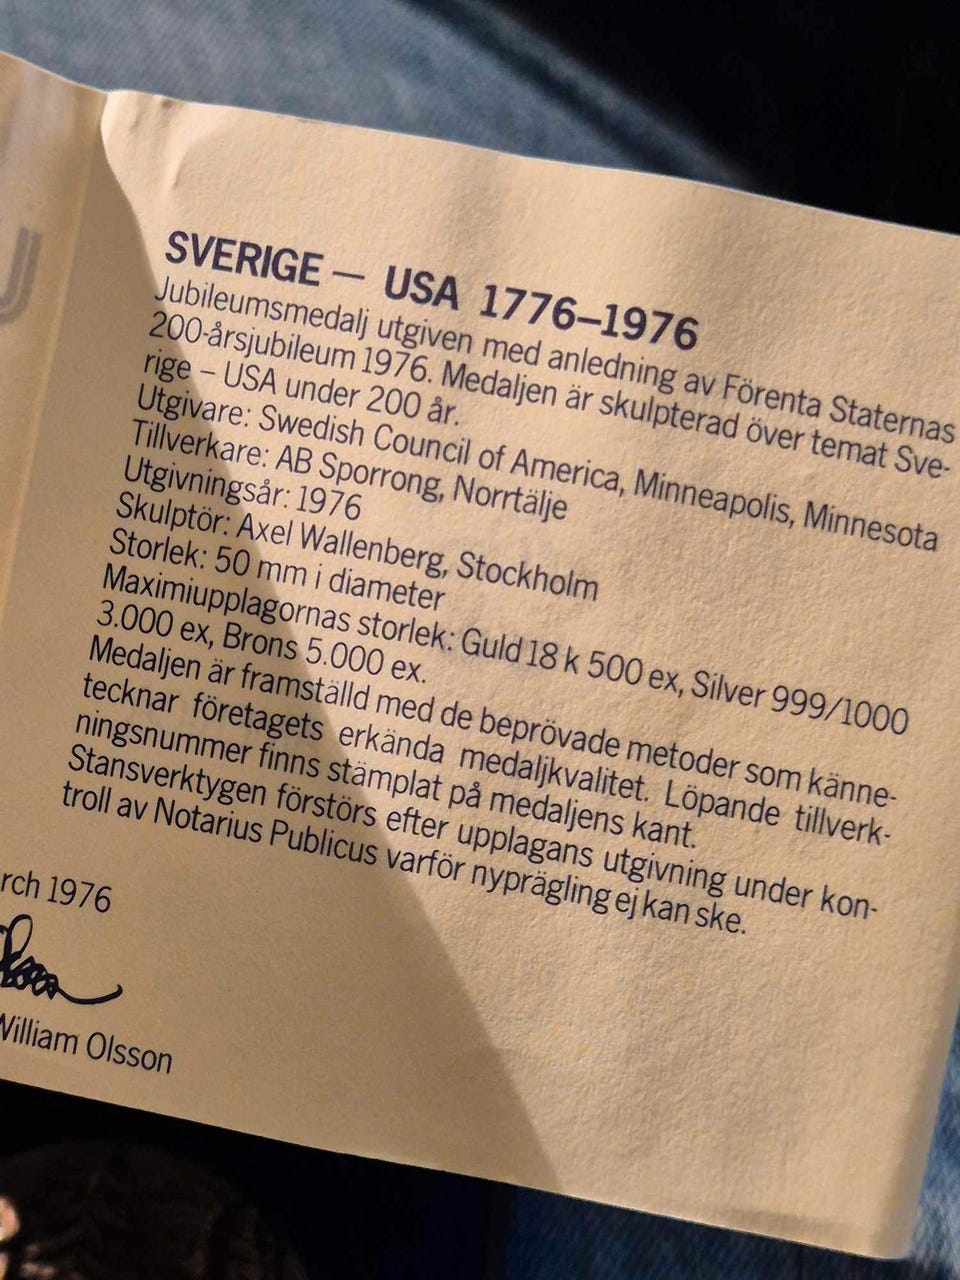 SVERIGE — USA 1776–1976
Jubileumsmedalj utgiven med anledning av Förenta Staternas
200-årsjubileum 1976. Medaljen är skulpterad över temat Sve-
rige – USA under 200 år.
Utgivare: Swedish Council of America, Minneapolis, Minnesota
Tillverkare: AB Sporrong, Norrtälje
Utgivningsår: 1976
Skulptör: Axel Wallenberg, Stockholm
Storlek: 50 mm i diameter
Maximiupplagornas storlek: Guld 18 k 500 ex, Silver 999/1000
3.000 ex, Brons 5.000 ex.
Medaljen är framställd med de beprövade metoder som känne-
tecknar företagets erkända medaljkvalitet. Löpande tillverk-
ningsnummer finns stämplat på medaljens kant.
Stansverktygen förstörs efter upplagans utgivning under kon-
troll av Notarius Publicus varför nyprägling ej kan ske.
rch 1976
William Olsson